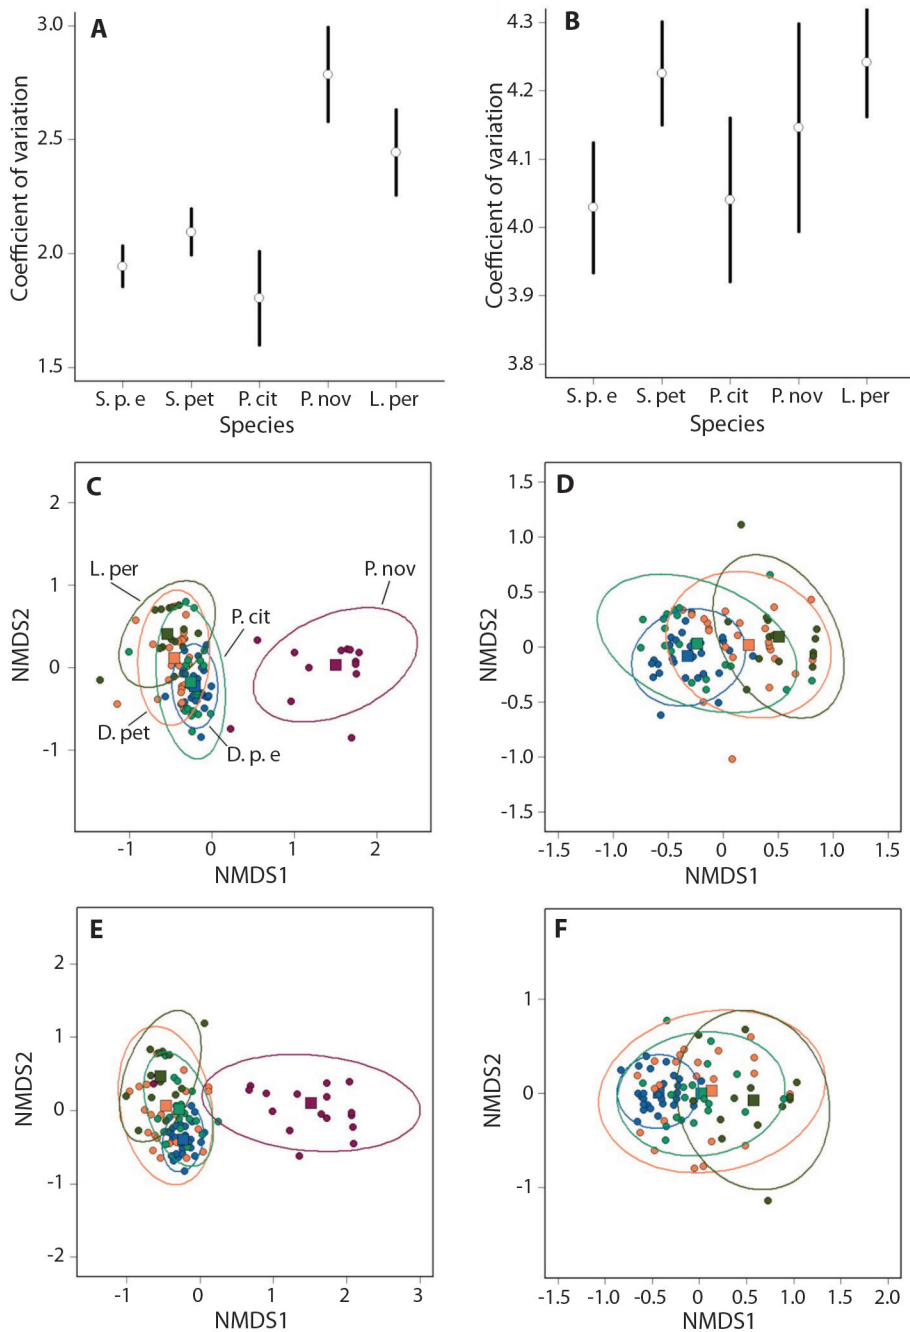 A
Coefficient of variation
3.0
2.5
2.0
1.5
S. p. e S. pet P. cit P. nov L. per
Species
B
Coefficient of variation
4.3
4.2
4.1
4.0
3.9
3.8
S. p. e S. pet P. cit P. nov L. per
Species
C
NMDS2
2
1
0
-1
L. per
P. nov
P. cit
D. pet
D. p. e
-1 0 1 2
NMDS1
D
NMDS2
1.5
1.0
0.5
0
-0.5
-1.0
-1.5
-1.5 -1.0 -0.5 0 0.5 1.0 1.5
NMDS1
E
NMDS2
2
1
0
-1
-2
-1 0 1 2 3
NMDS1
F
NMDS2
1
0
-1
-1.5 -1.0 -0.5 0 0.5 1.0 1.5 2.0
NMDS1